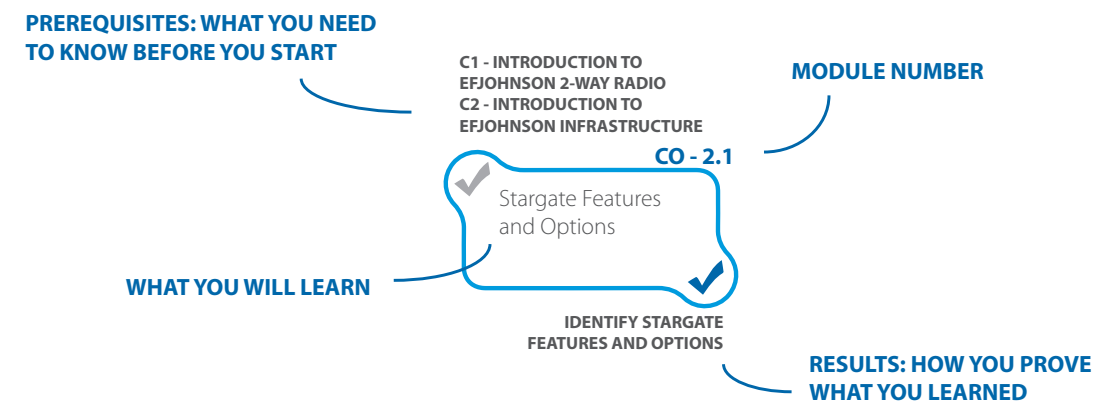 PREREQUISITES: WHAT YOU NEED
TO KNOW BEFORE YOU START
C1 - INTRODUCTION TO
EFJOHNSON 2-WAY RADIO
C2 - INTRODUCTION TO
EFJOHNSON INFRASTRUCTURE
MODULE NUMBER
CO - 2.1
Stargate Features
and Options
WHAT YOU WILL LEARN
IDENTIFY STARGATE
FEATURES AND OPTIONS
RESULTS: HOW YOU PROVE
WHAT YOU LEARNED